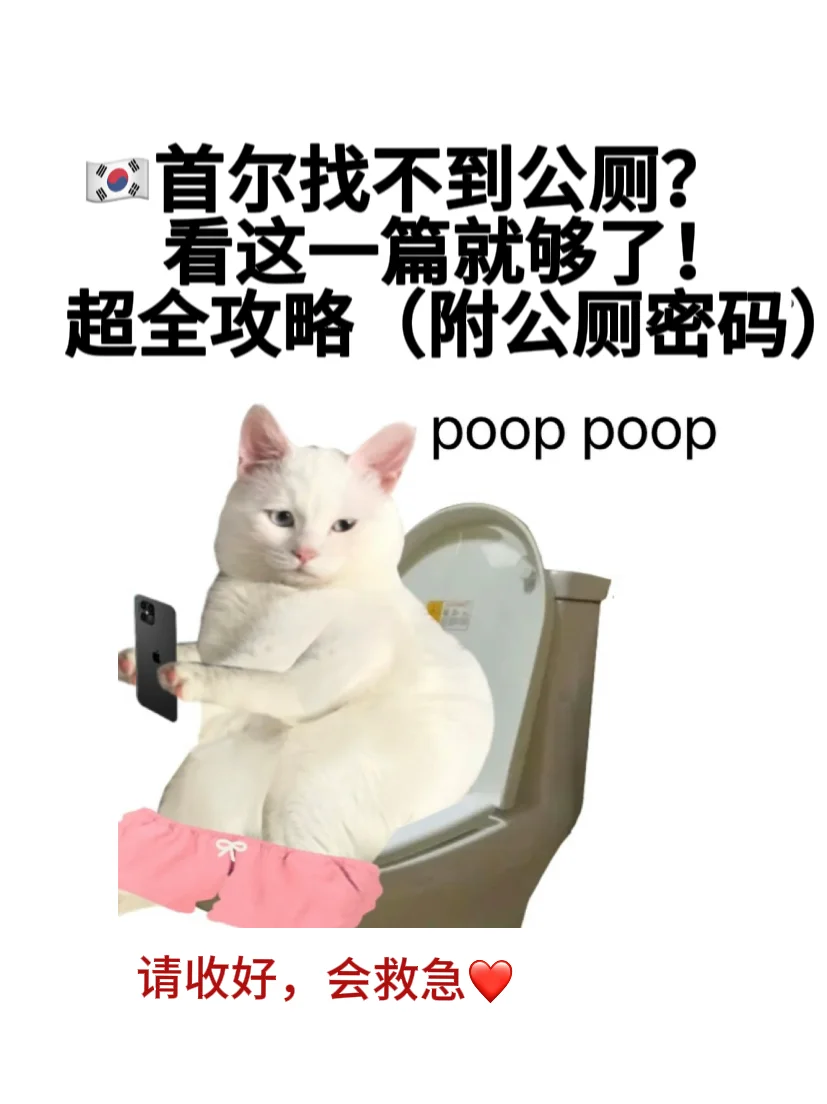 🇰🇷首尔找不到公厕?
看这一篇就够了!
超全攻略（附公厕密码）
poop poop
请收好，会救急❤️